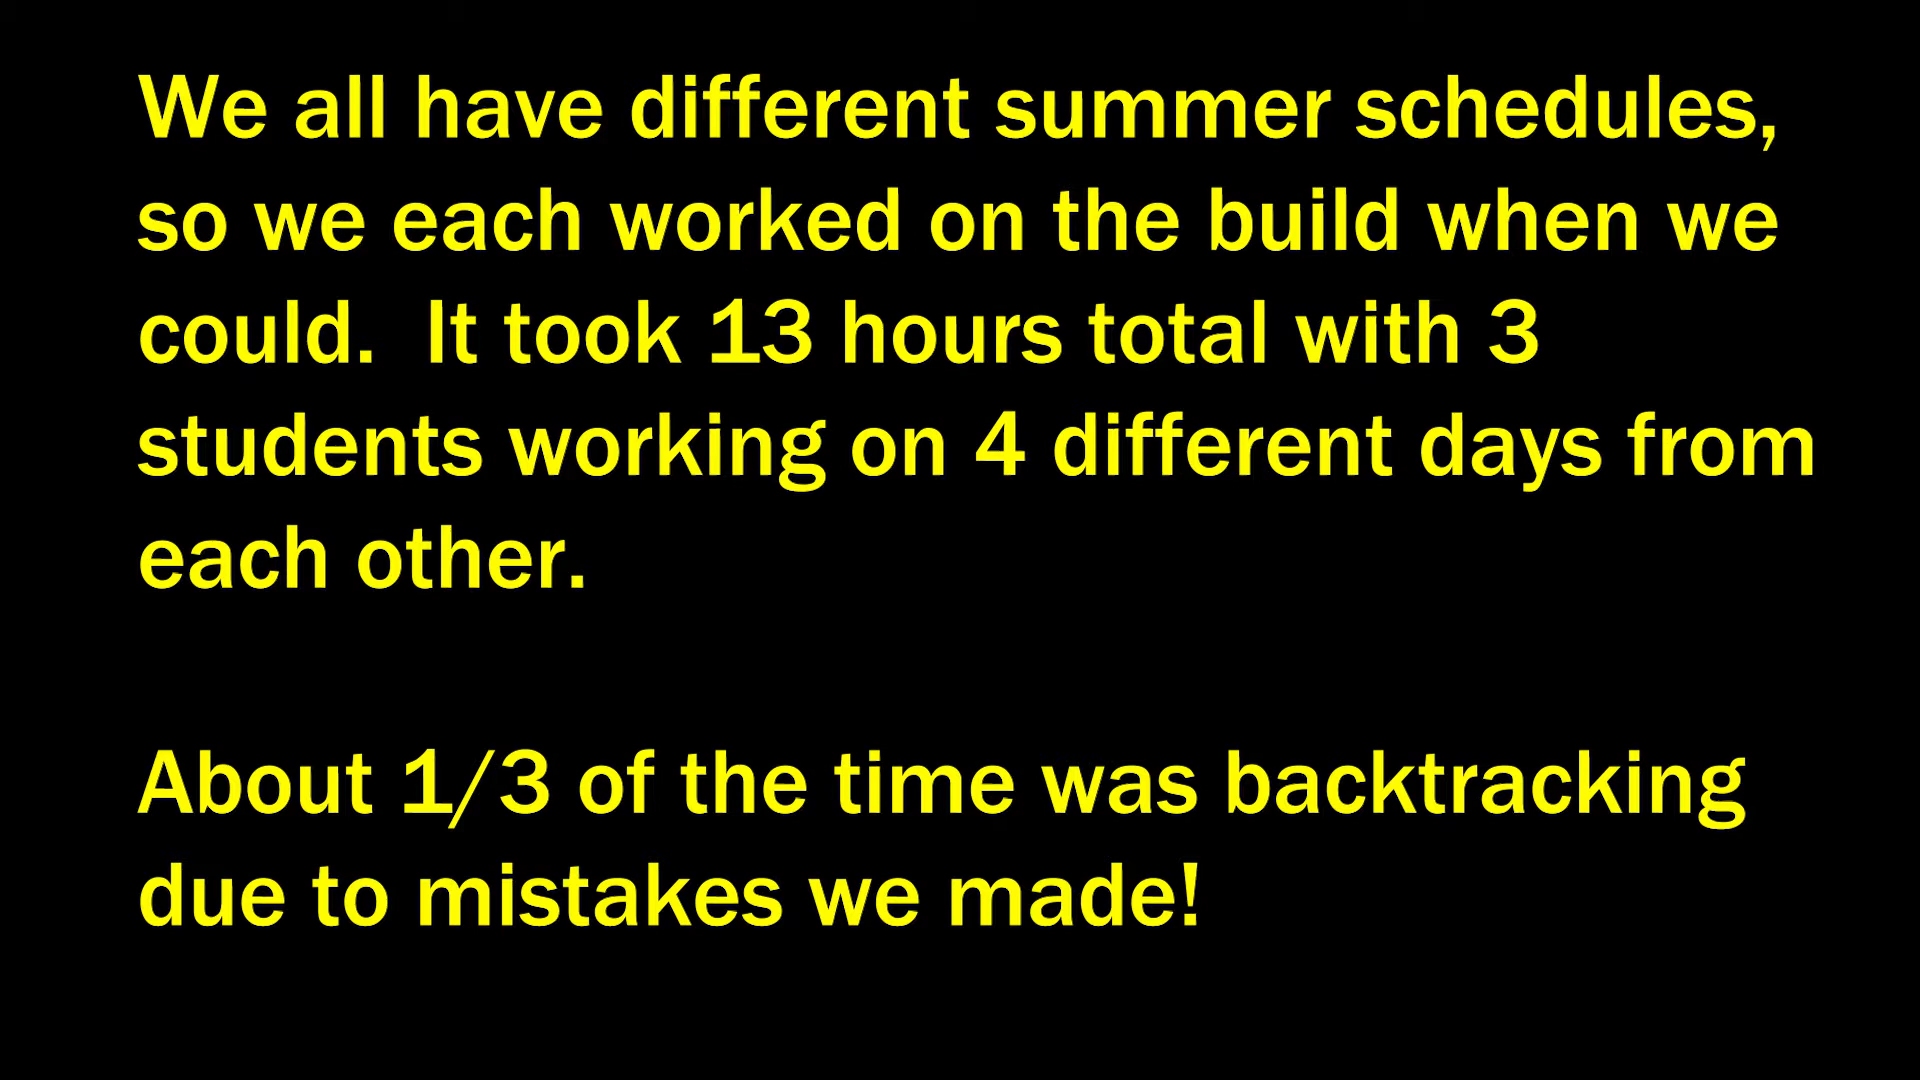 We all have different summer schedules,
so we each worked on the build when we
could.  It took 13 hours total with 3
students working on 4 different days from
each other.
About 1/3 of the time was backtracking
due to mistakes we made!